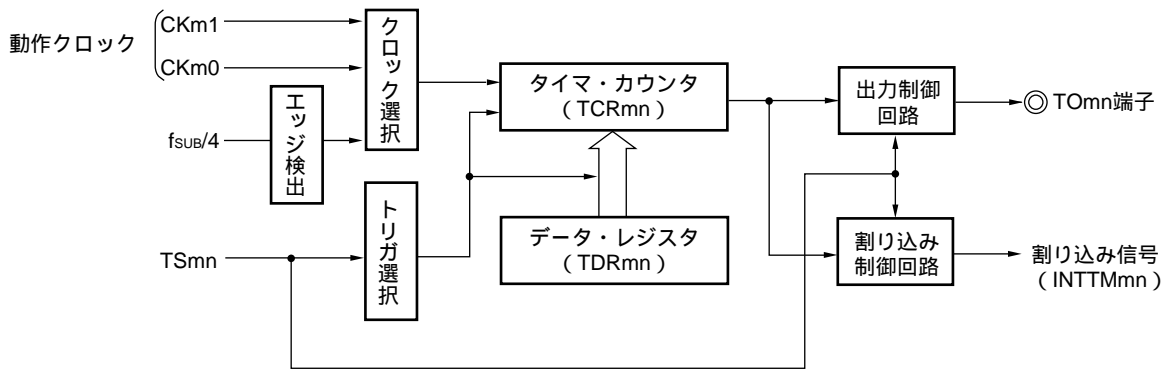 動作クロック
CKm1
CKm0
クロック選択
fSUB/4
エッジ検出
タイマ・カウンタ
（TCRmn）
出力制御
回路
TOmn端子
TSmn
トリガ選択
データ・レジスタ
（TDRmn）
割り込み
制御回路
割り込み信号
（INTTMmn）